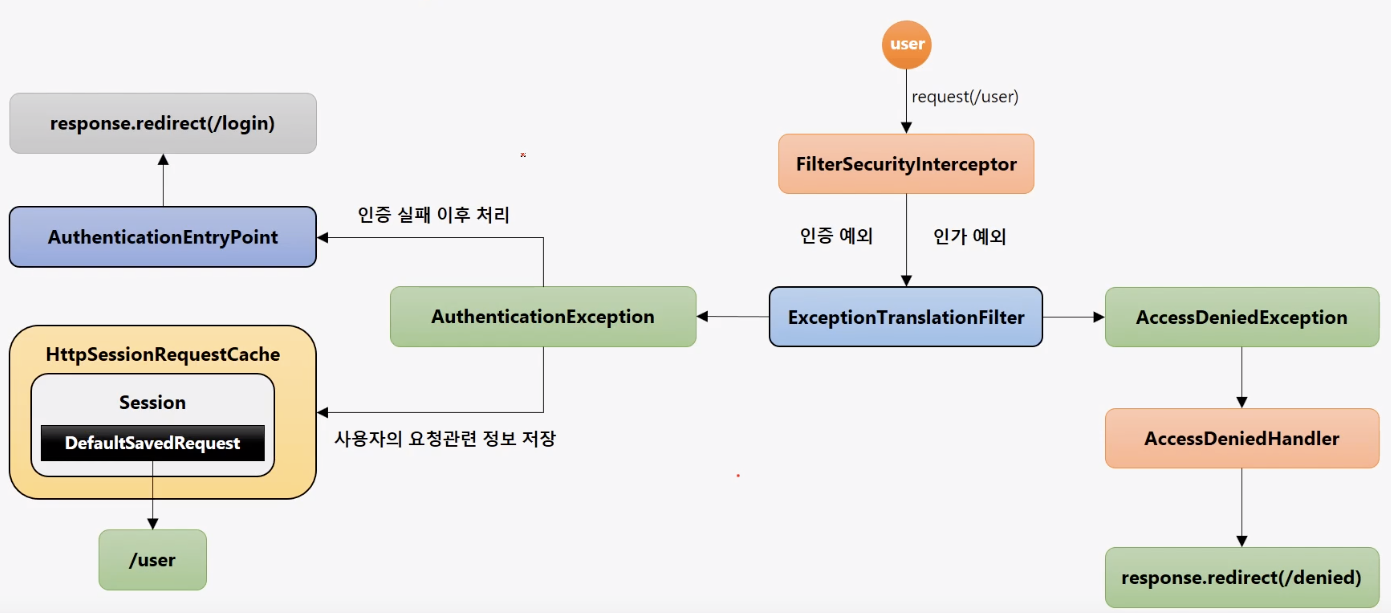 user
request(/user)
response.redirect(/login)
FilterSecurityInterceptor
인증 실패 이후 처리
AuthenticationEntryPoint
인증 예외
인가 예외
AuthenticationException
ExceptionTranslationFilter
AccessDeniedException
HttpSessionRequestCache
Session
DefaultSavedRequest
사용자의 요청관련 정보 저장
AccessDeniedHandler
/user
response.redirect(/denied)